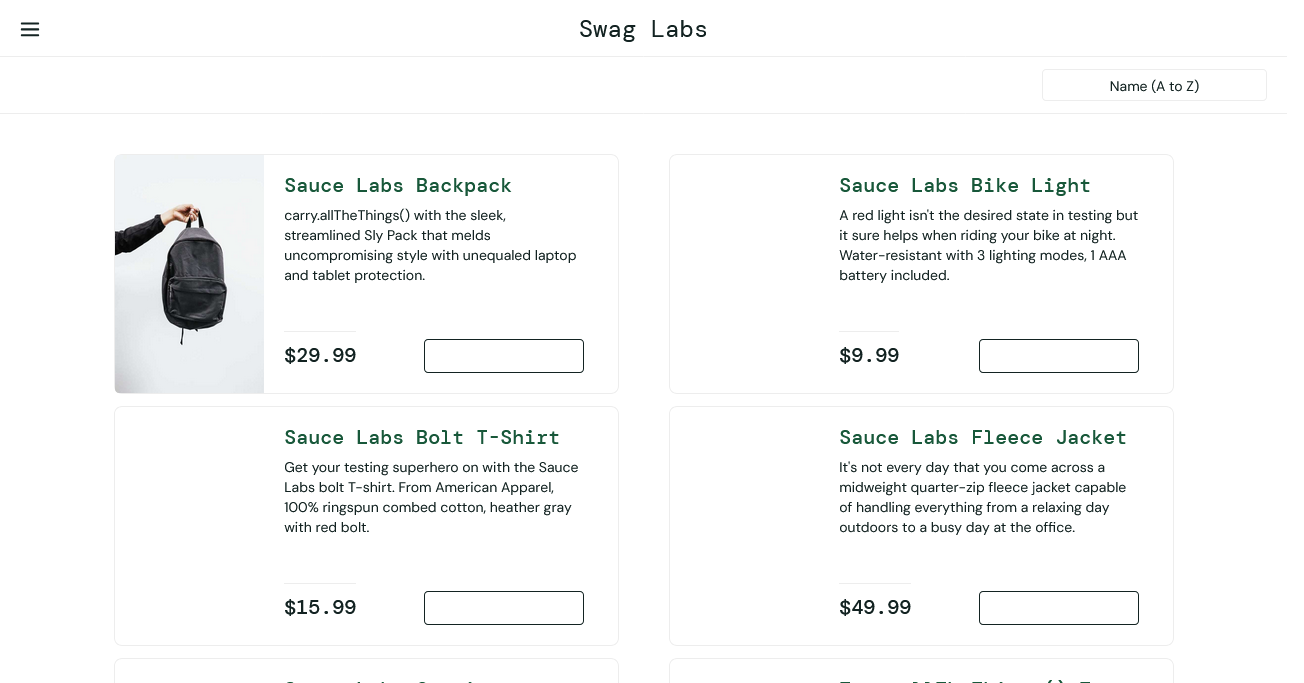 Swag Labs
Name (A to Z)
Sauce Labs Backpack
carry.allTheThings() with the sleek,
streamlined Sly Pack that melds
uncompromising style with unequaled laptop
and tablet protection.
$29.99
Sauce Labs Bike Light
A red light isn't the desired state in testing but
it sure helps when riding your bike at night.
Water-resistant with 3 lighting modes, 1 AAA
battery included.
$9.99
Sauce Labs Bolt T-Shirt
Get your testing superhero on with the Sauce
Labs bolt T-shirt. From American Apparel,
100% ringspun combed cotton, heather gray
with red bolt.
$15.99
Sauce Labs Fleece Jacket
It's not every day that you come across a
midweight quarter-zip fleece jacket capable
of handling everything from a relaxing day
outdoors to a busy day at the office.
$49.99